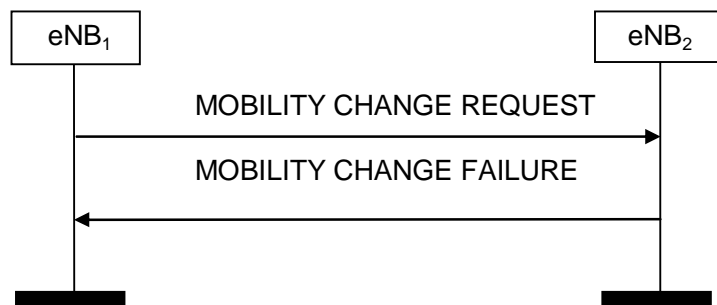 eNB₁
eNB₂
MOBILITY CHANGE REQUEST
MOBILITY CHANGE FAILURE